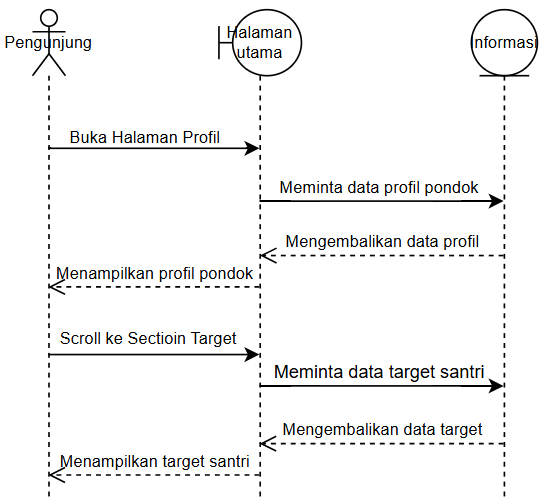 Pengunjung
Halaman
utama
Informasi
Buka Halaman Profil
Meminta data profil pondok
Mengembalikan data profil
Menampilkan profil pondok
Scroll ke Sectioin Target
Meminta data target santri
Mengembalikan data target
Menampilkan target santri